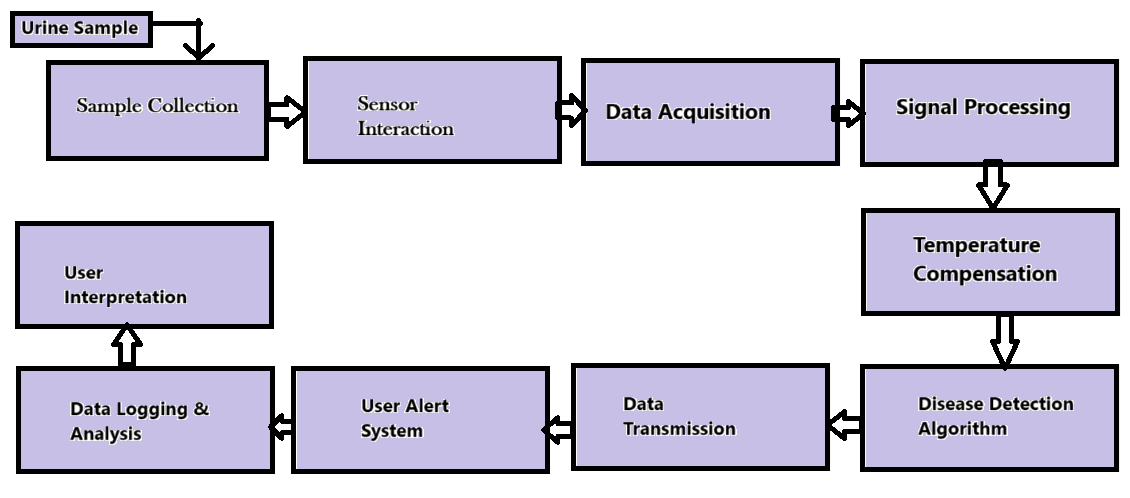 Urine Sample
Sample Collection
Sensor
Interaction
Data Acquisition
Signal Processing
Temperature
Compensation
Disease Detection
Algorithm
Data
Transmission
User Alert
System
Data Logging &
Analysis
User
Interpretation